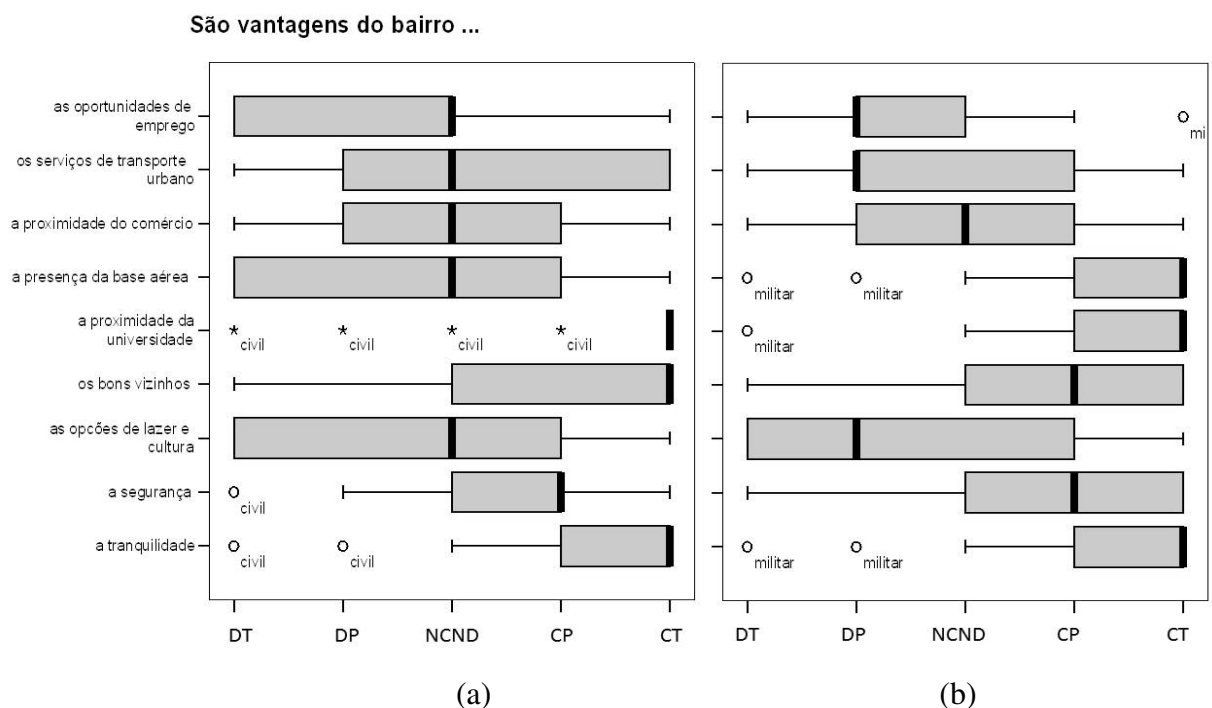 São vantagens do bairro ...
as oportunidades de
emprego
mi
os serviços de transporte
urbano
a proximidade do comércio
a presença da base aérea
militar
militar
a proximidade da
universidade
civil
civil
civil
civil
militar
os bons vizinhos
as opcões de lazer e
cultura
a segurança
civil
a tranquilidade
civil
civil
militar
militar
DT DP NCND CP CT
DT DP NCND CP CT
(a)
(b)